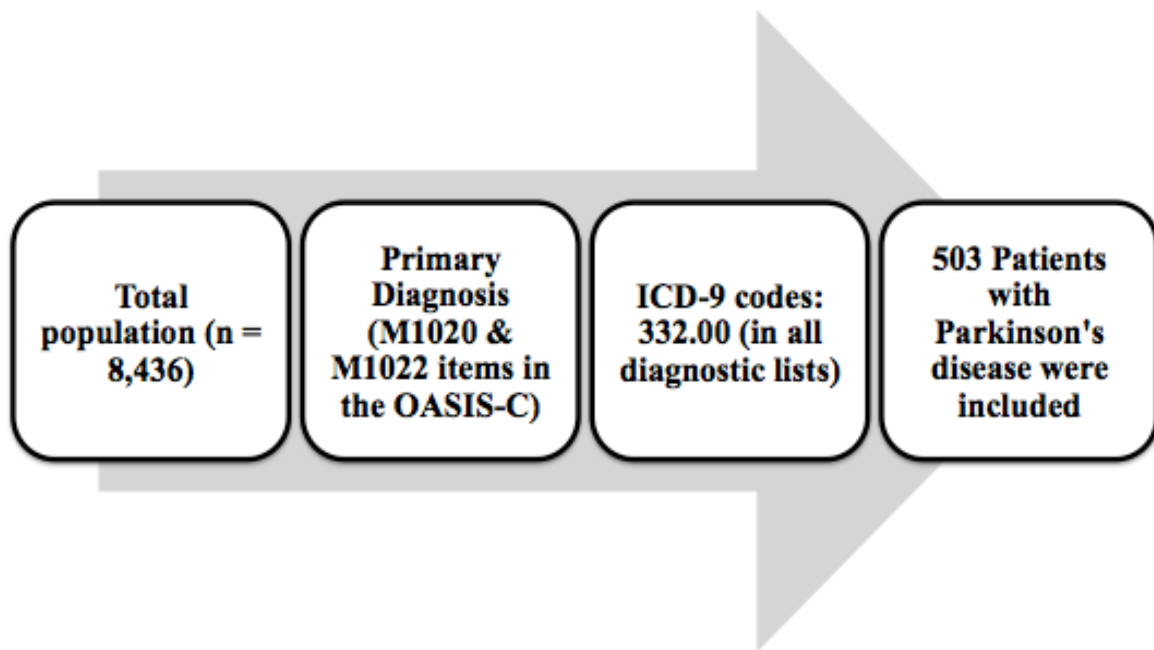 Total
population (n =
8,436)
Primary
Diagnosis
(M1020 &
M1022 items in
the OASIS-C)
ICD-9 codes:
332.00 (in all
diagnostic lists)
503 Patients
with
Parkinson's
disease were
included